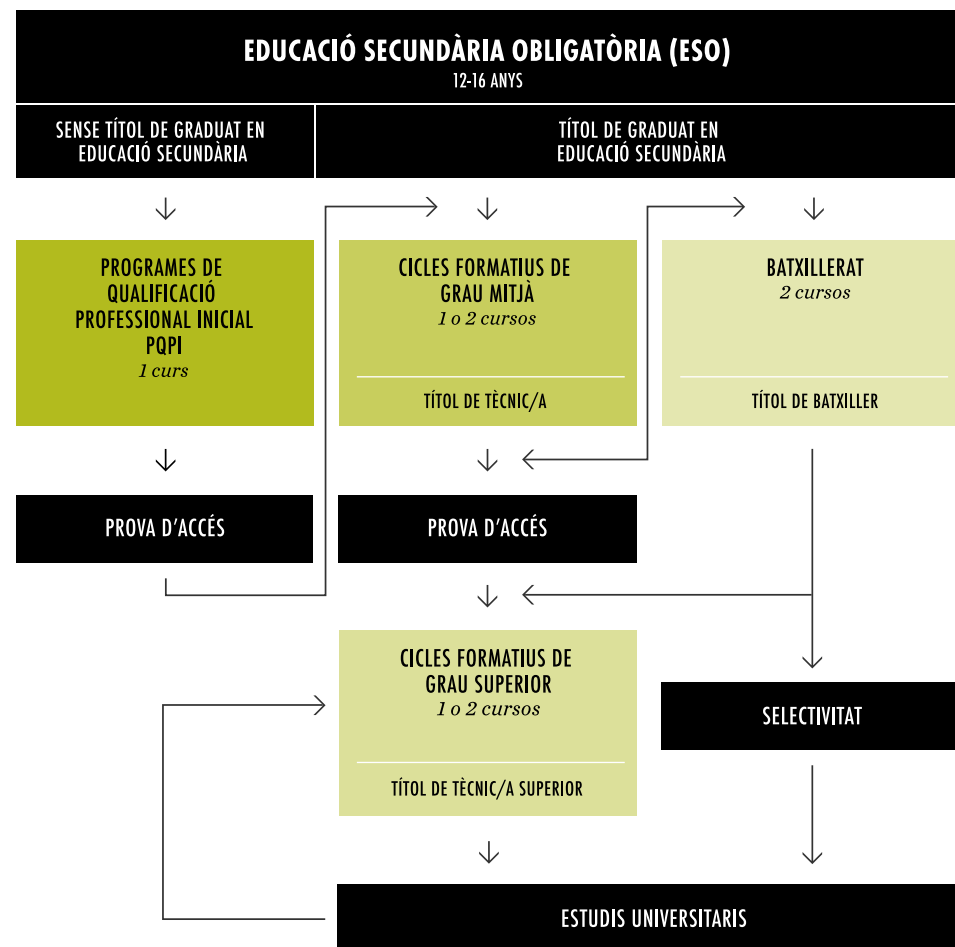 EDUCACIÓ SECUNDÀRIA OBLIGATÒRIA (ESO)
12-16 ANYS
SENSE TÍTOL DE GRADUAT EN
EDUCACIÓ SECUNDÀRIA
TÍTOL DE GRADUAT EN
EDUCACIÓ SECUNDÀRIA
PROGRAMES DE
QUALIFICACIÓ
PROFESSIONAL INICIAL
PQPI
1 curs
CICLES FORMATIUS DE
GRAU MITJÀ
1 o 2 cursos
TÍTOL DE TÈCNIC/A
BATXILLERAT
2 cursos
TÍTOL DE BATXILLER
PROVA D'ACCÉS
PROVA D'ACCÉS
CICLES FORMATIUS DE
GRAU SUPERIOR
1 o 2 cursos
TÍTOL DE TÈCNIC/A SUPERIOR
SELECTIVITAT
ESTUDIS UNIVERSITARIS